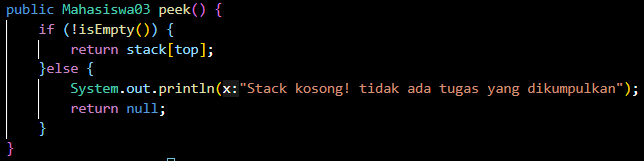 public Mahasiswa03 peek() {
    if (!isEmpty()) {
        return stack[top];
    }else {
        System.out.println(x:"Stack kosong! tidak ada tugas yang dikumpulkan");
        return null;
    }
}